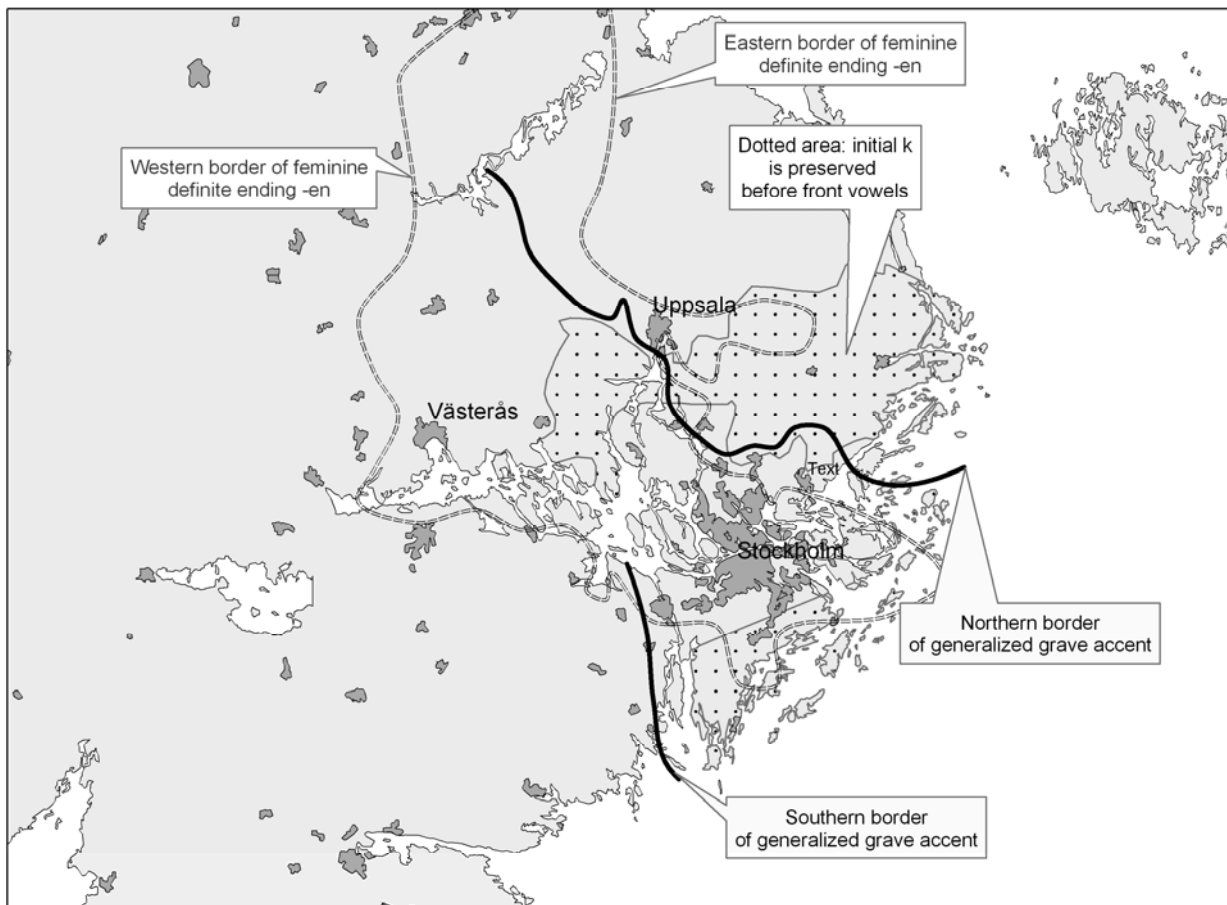 Eastern border of feminine
definite ending -en
Dotted area: initial k
is preserved
before front vowels
Western border of feminine
definite ending -en
Uppsala
Västerås
Text
Stockholm
Northern border
of generalized grave accent
Southern border
of generalized grave accent